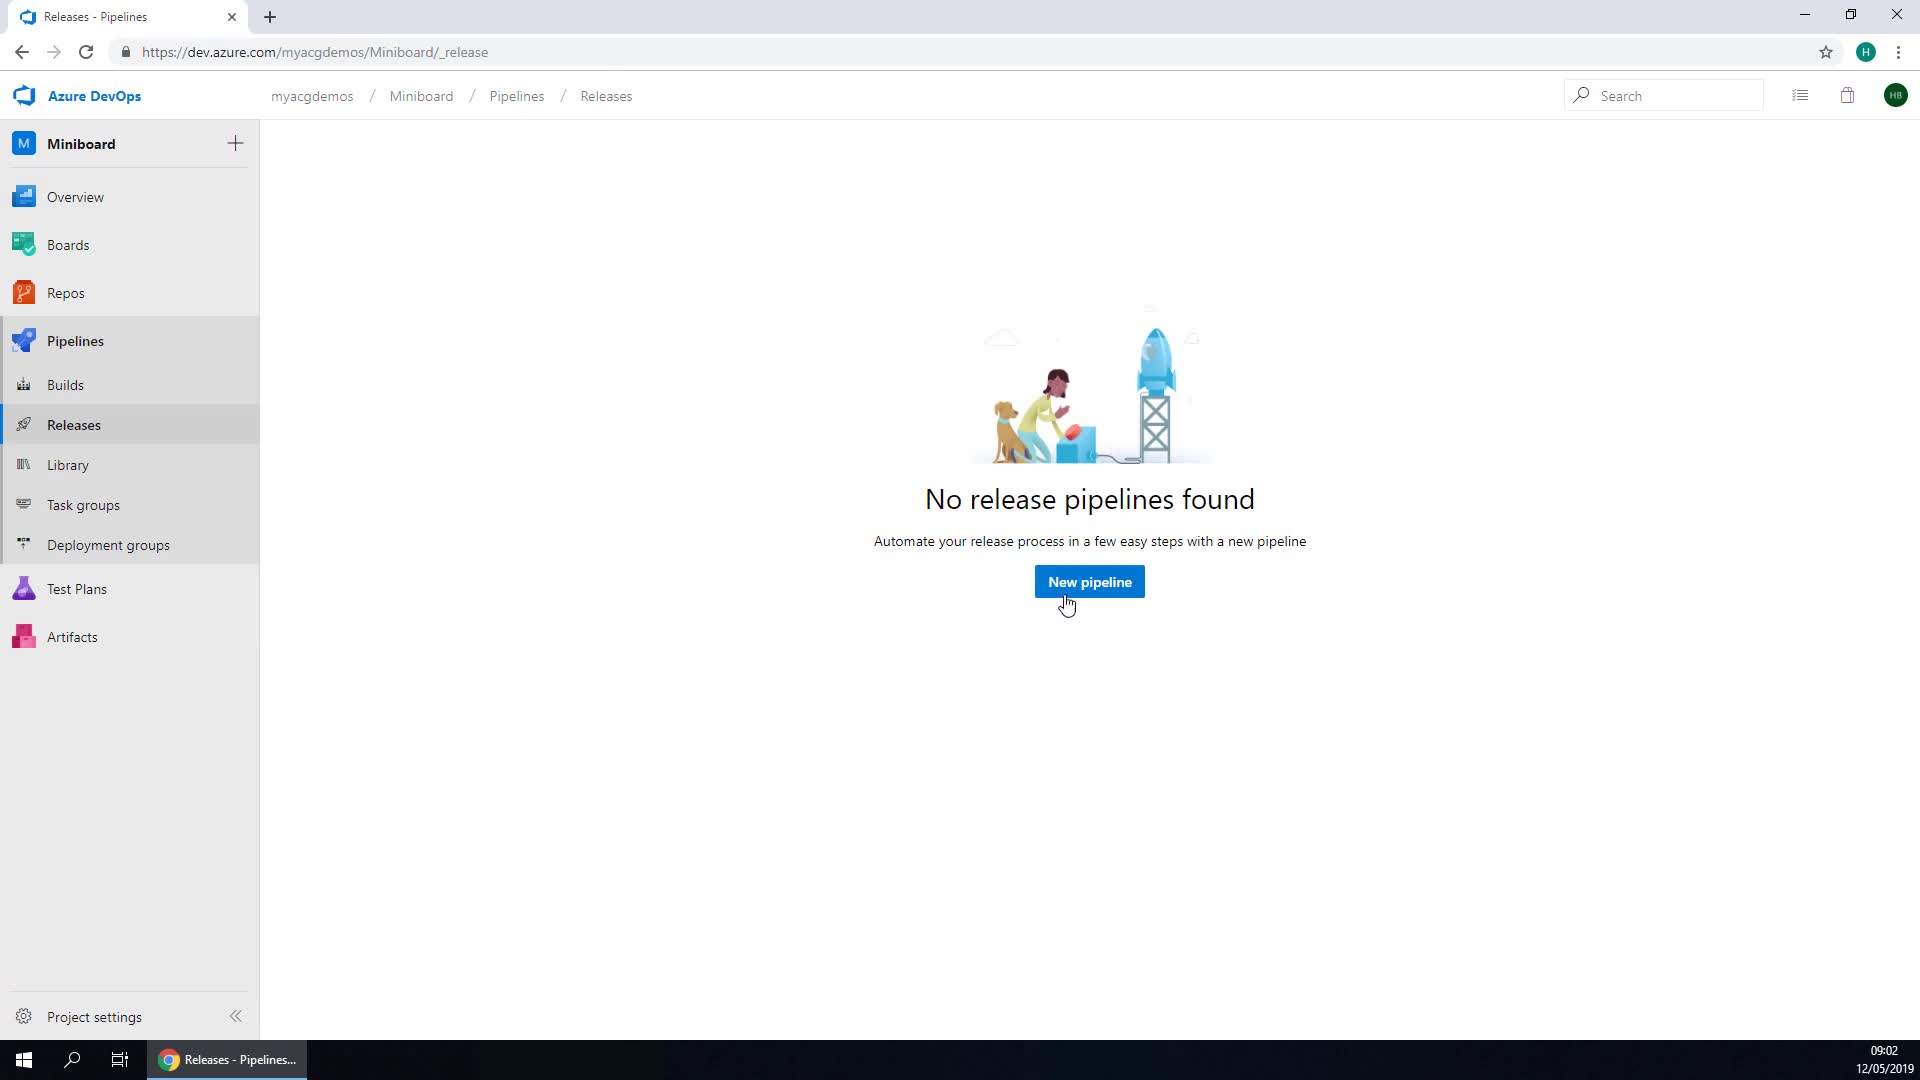 Releases - Pipelines
https://dev.azure.com/myacgdemos/Miniboard/_release
H
Azure DevOps
myacgdemos / Miniboard / Pipelines / Releases
Search
HB
M Miniboard
Overview
Boards
Repos
Pipelines
Builds
Releases
Library
Task groups
Deployment groups
Test Plans
Artifacts
No release pipelines found
Automate your release process in a few easy steps with a new pipeline
New pipeline
Project settings
Releases - Pipelines...
09:02
12/05/2019